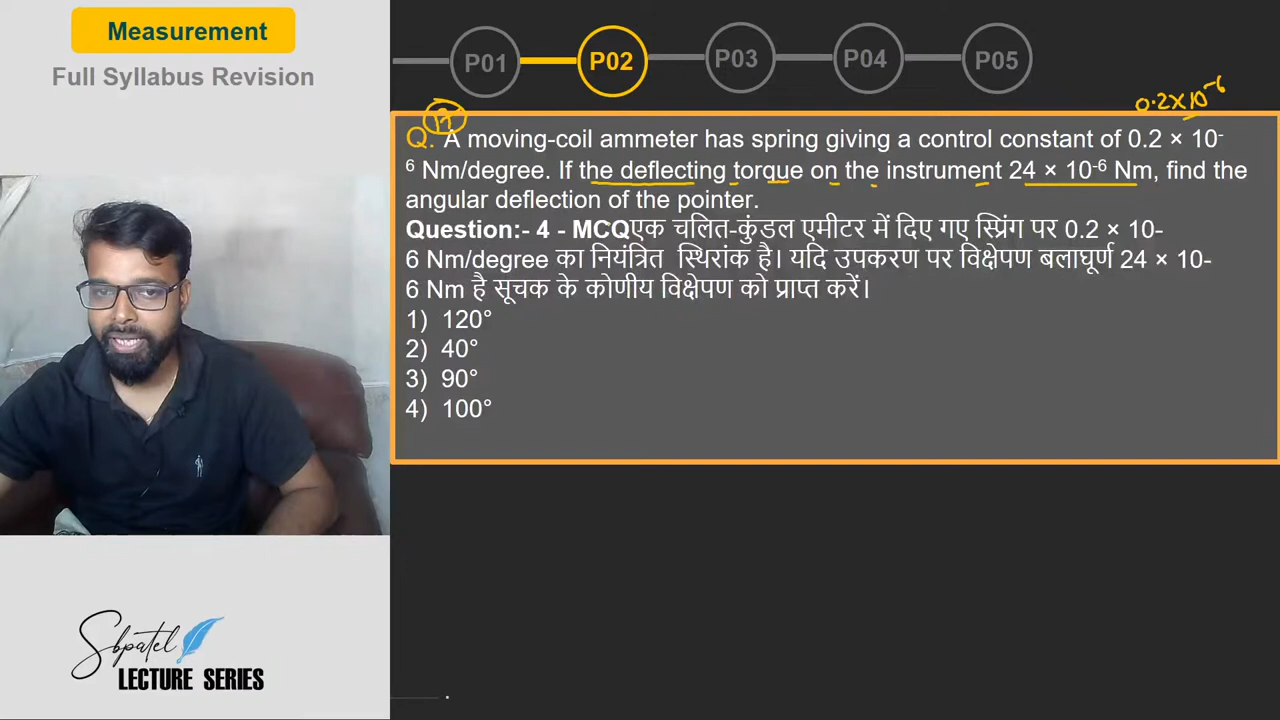 Measurement
Full Syllabus Revision
P01
P02
P03
P04
P05
0.2×10-6
17
Q. A moving-coil ammeter has spring giving a control constant of 0.2 × 10-
6 Nm/degree. If the deflecting torque on the instrument 24 × 10-6 Nm, find the
angular deflection of the pointer.
Question:- 4 - MCQएक चलित-कुंडल एमीटर में दिए गए स्प्रिंग पर 0.2 × 10-
6 Nm/degree का नियंत्रित स्थिरांक है। यदि उपकरण पर विक्षेपण बलाघूर्ण 24 × 10-
6 Nm है सूचक के कोणीय विक्षेपण को प्राप्त करें।
1) 120°
2) 40°
3) 90°
4) 100°
Sbpatel
LECTURE SERIES